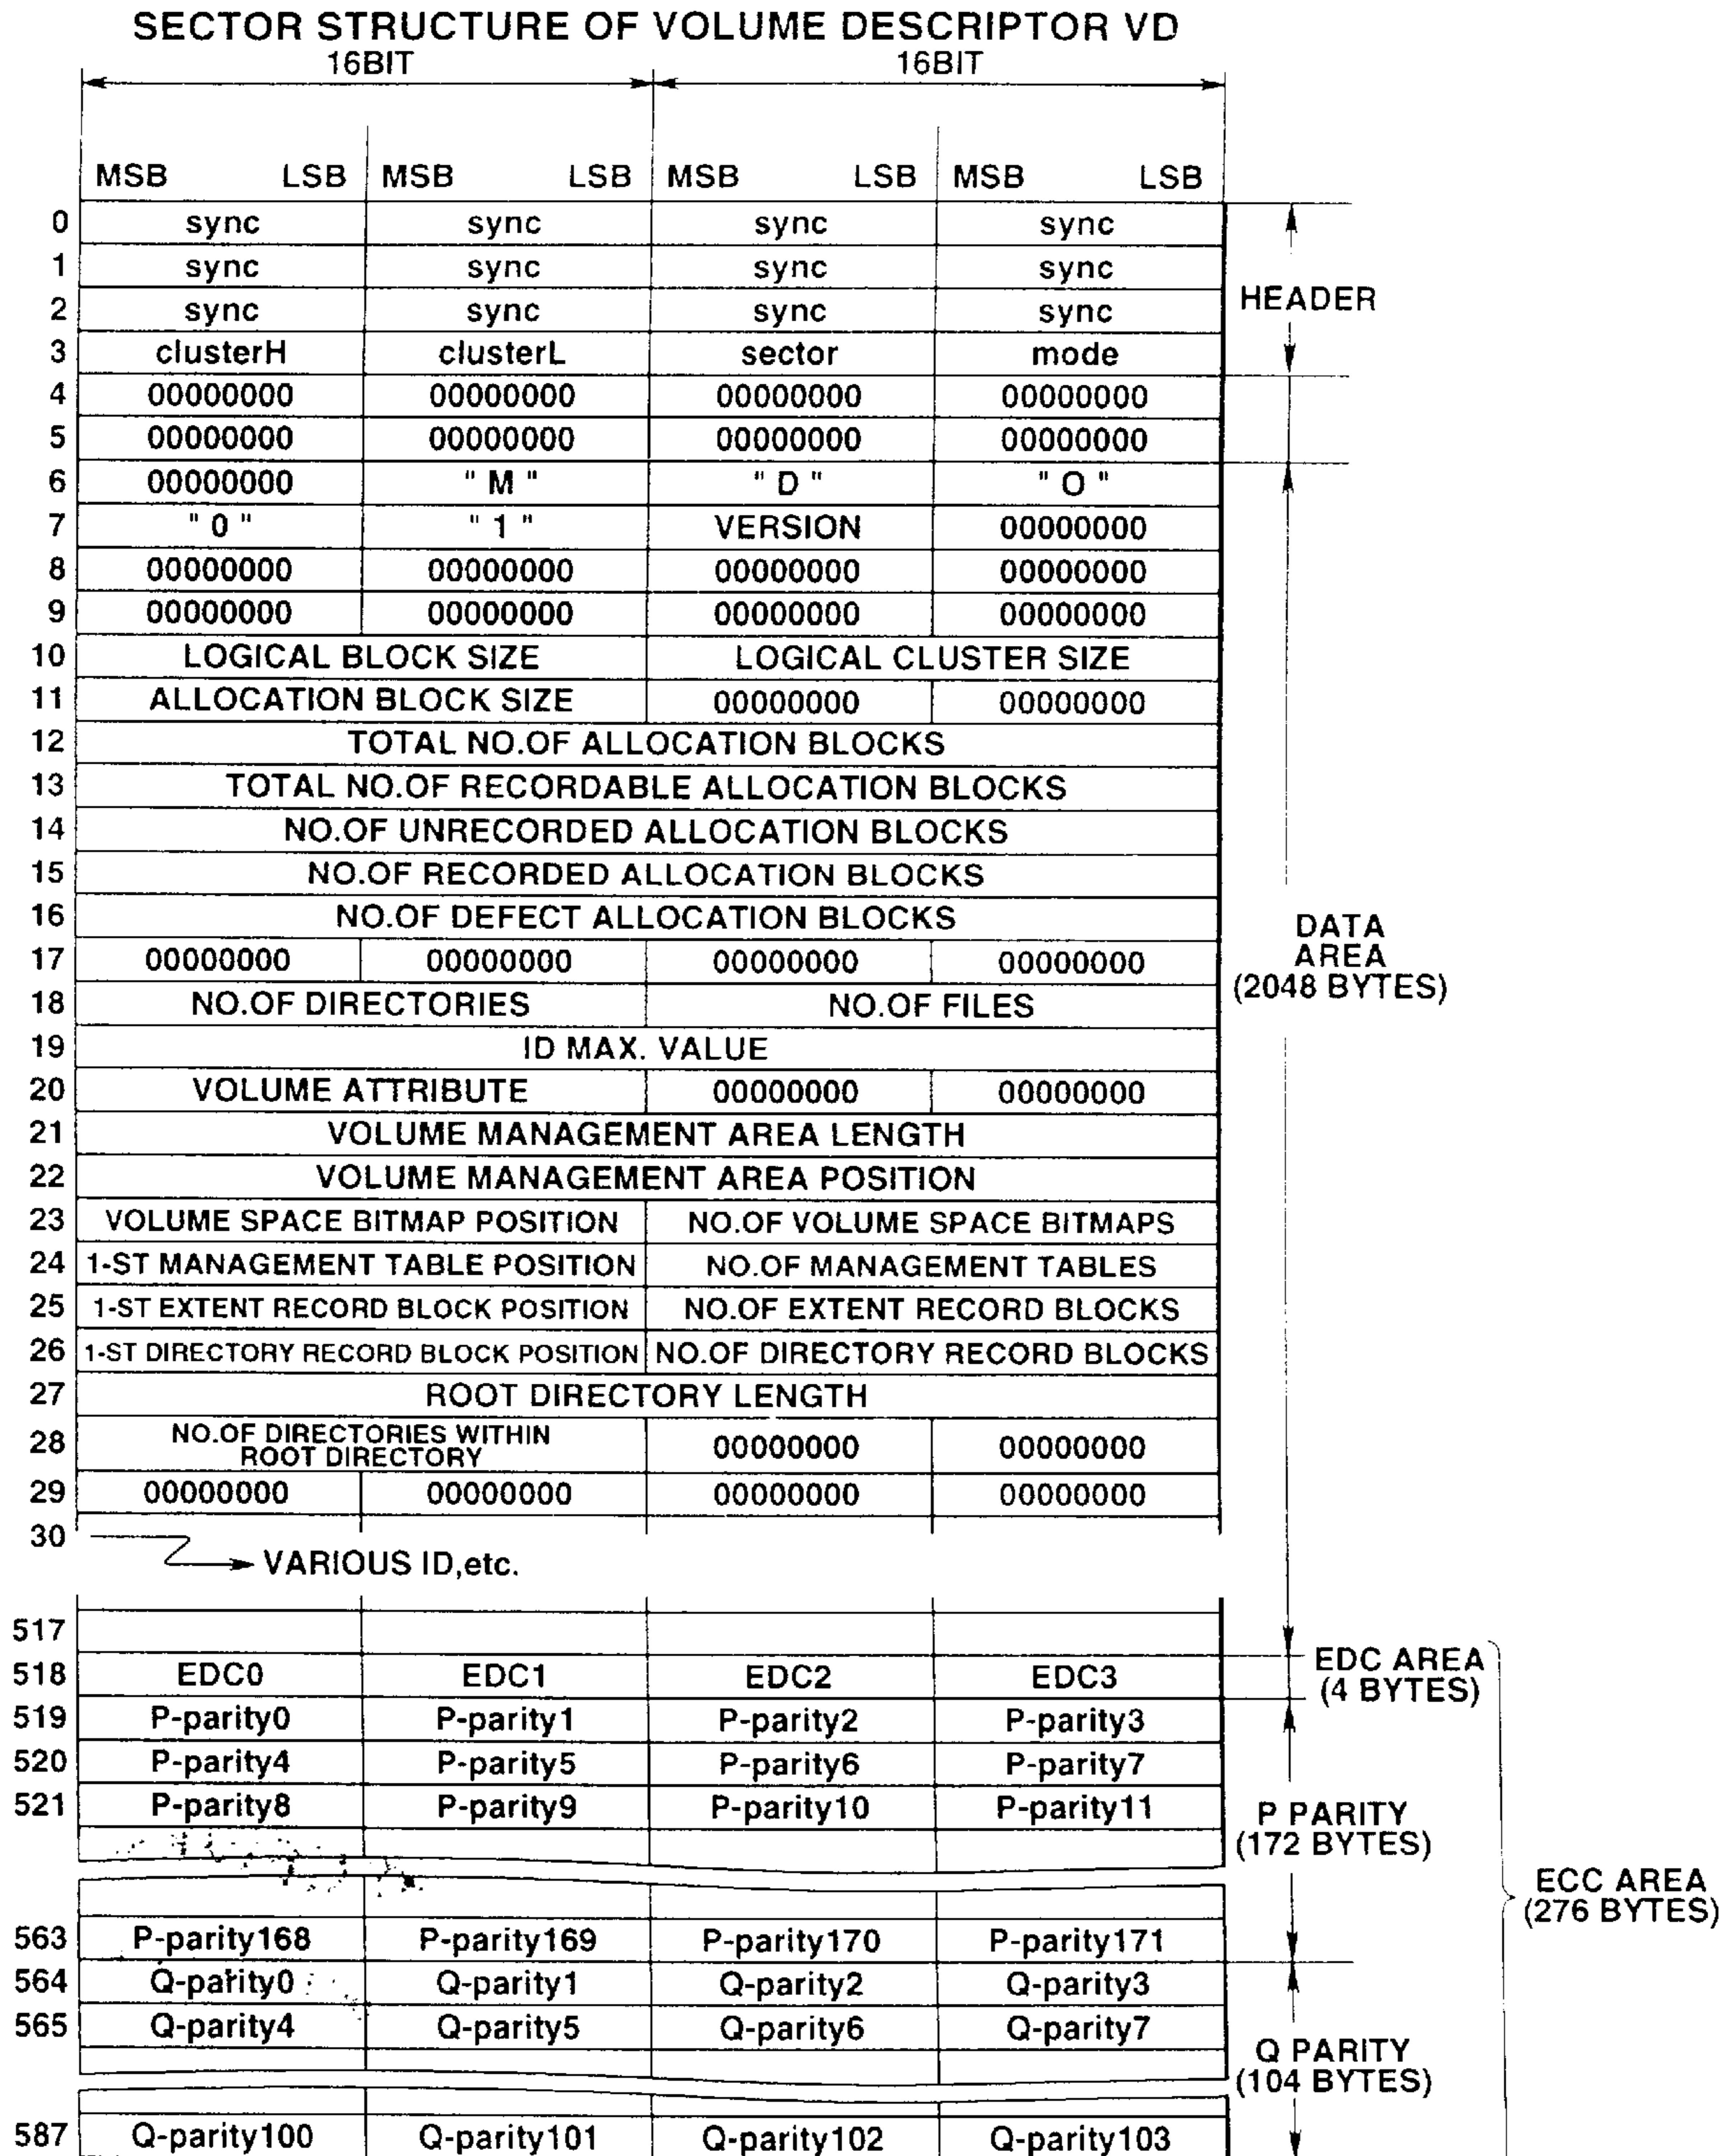 SECTOR STRUCTURE OF VOLUME DESCRIPTOR VD
16BIT 16BIT
MSB LSB MSB LSB MSB LSB MSB LSB
0 sync sync sync sync
1 sync sync sync sync
2 sync sync sync sync
HEADER
3 clusterH clusterL sector mode
4 00000000 00000000 00000000 00000000
5 00000000 00000000 00000000 00000000
6 00000000 "M" "D" "O"
7 "0" "1" VERSION 00000000
8 00000000 00000000 00000000 00000000
9 00000000 00000000 00000000 00000000
10 LOGICAL BLOCK SIZE LOGICAL CLUSTER SIZE
11 ALLOCATION BLOCK SIZE 00000000 00000000
12 TOTAL NO.OF ALLOCATION BLOCKS
13 TOTAL NO.OF RECORDABLE ALLOCATION BLOCKS
14 NO.OF UNRECORDED ALLOCATION BLOCKS
15 NO.OF RECORDED ALLOCATION BLOCKS
16 NO.OF DEFECT ALLOCATION BLOCKS
17 00000000 00000000 00000000 00000000
DATA
AREA
(2048 BYTES)
18 NO.OF DIRECTORIES NO.OF FILES
19 ID MAX. VALUE
20 VOLUME ATTRIBUTE 00000000 00000000
21 VOLUME MANAGEMENT AREA LENGTH
22 VOLUME MANAGEMENT AREA POSITION
23 VOLUME SPACE BITMAP POSITION NO.OF VOLUME SPACE BITMAPS
24 1-ST MANAGEMENT TABLE POSITION NO.OF MANAGEMENT TABLES
25 1-ST EXTENT RECORD BLOCK POSITION NO.OF EXTENT RECORD BLOCKS
26 1-ST DIRECTORY RECORD BLOCK POSITION NO.OF DIRECTORY RECORD BLOCKS
27 ROOT DIRECTORY LENGTH
28 NO.OF DIRECTORIES WITHIN
ROOT DIRECTORY 00000000 00000000
29 00000000 00000000 00000000 00000000
30
VARIOUS ID,etc.
517
518 EDC0 EDC1 EDC2 EDC3
EDC AREA
(4 BYTES)
519 P-parity0 P-parity1 P-parity2 P-parity3
520 P-parity4 P-parity5 P-parity6 P-parity7
521 P-parity8 P-parity9 P-parity10 P-parity11
P PARITY
(172 BYTES)
ECC AREA
(276 BYTES)
563 P-parity168 P-parity169 P-parity170 P-parity171
564 Q-parity0 Q-parity1 Q-parity2 Q-parity3
565 Q-parity4 Q-parity5 Q-parity6 Q-parity7
Q PARITY
(104 BYTES)
587 Q-parity100 Q-parity101 Q-parity102 Q-parity103